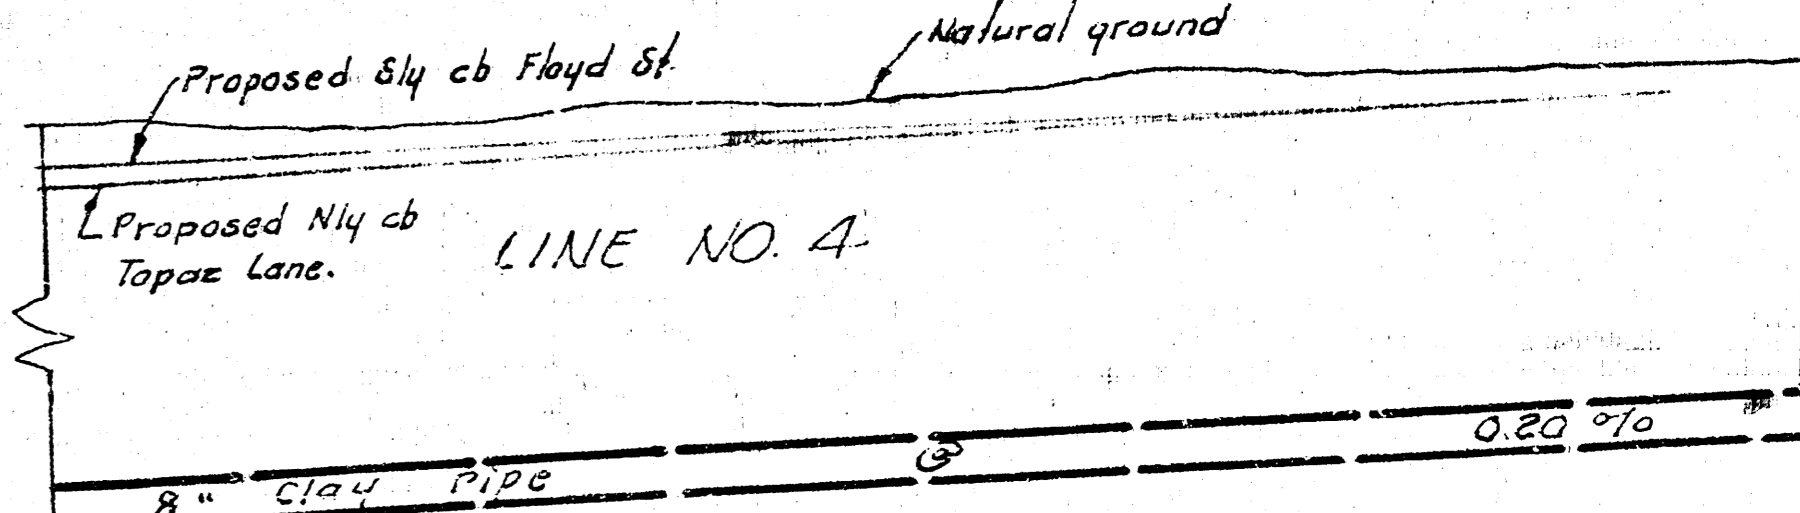 Natural ground
Proposed Sly cb Floyd St.
Proposed Nly cb
Topaz Lane.
LINE NO. 4
8" Clay Pipe @ 0.20 %